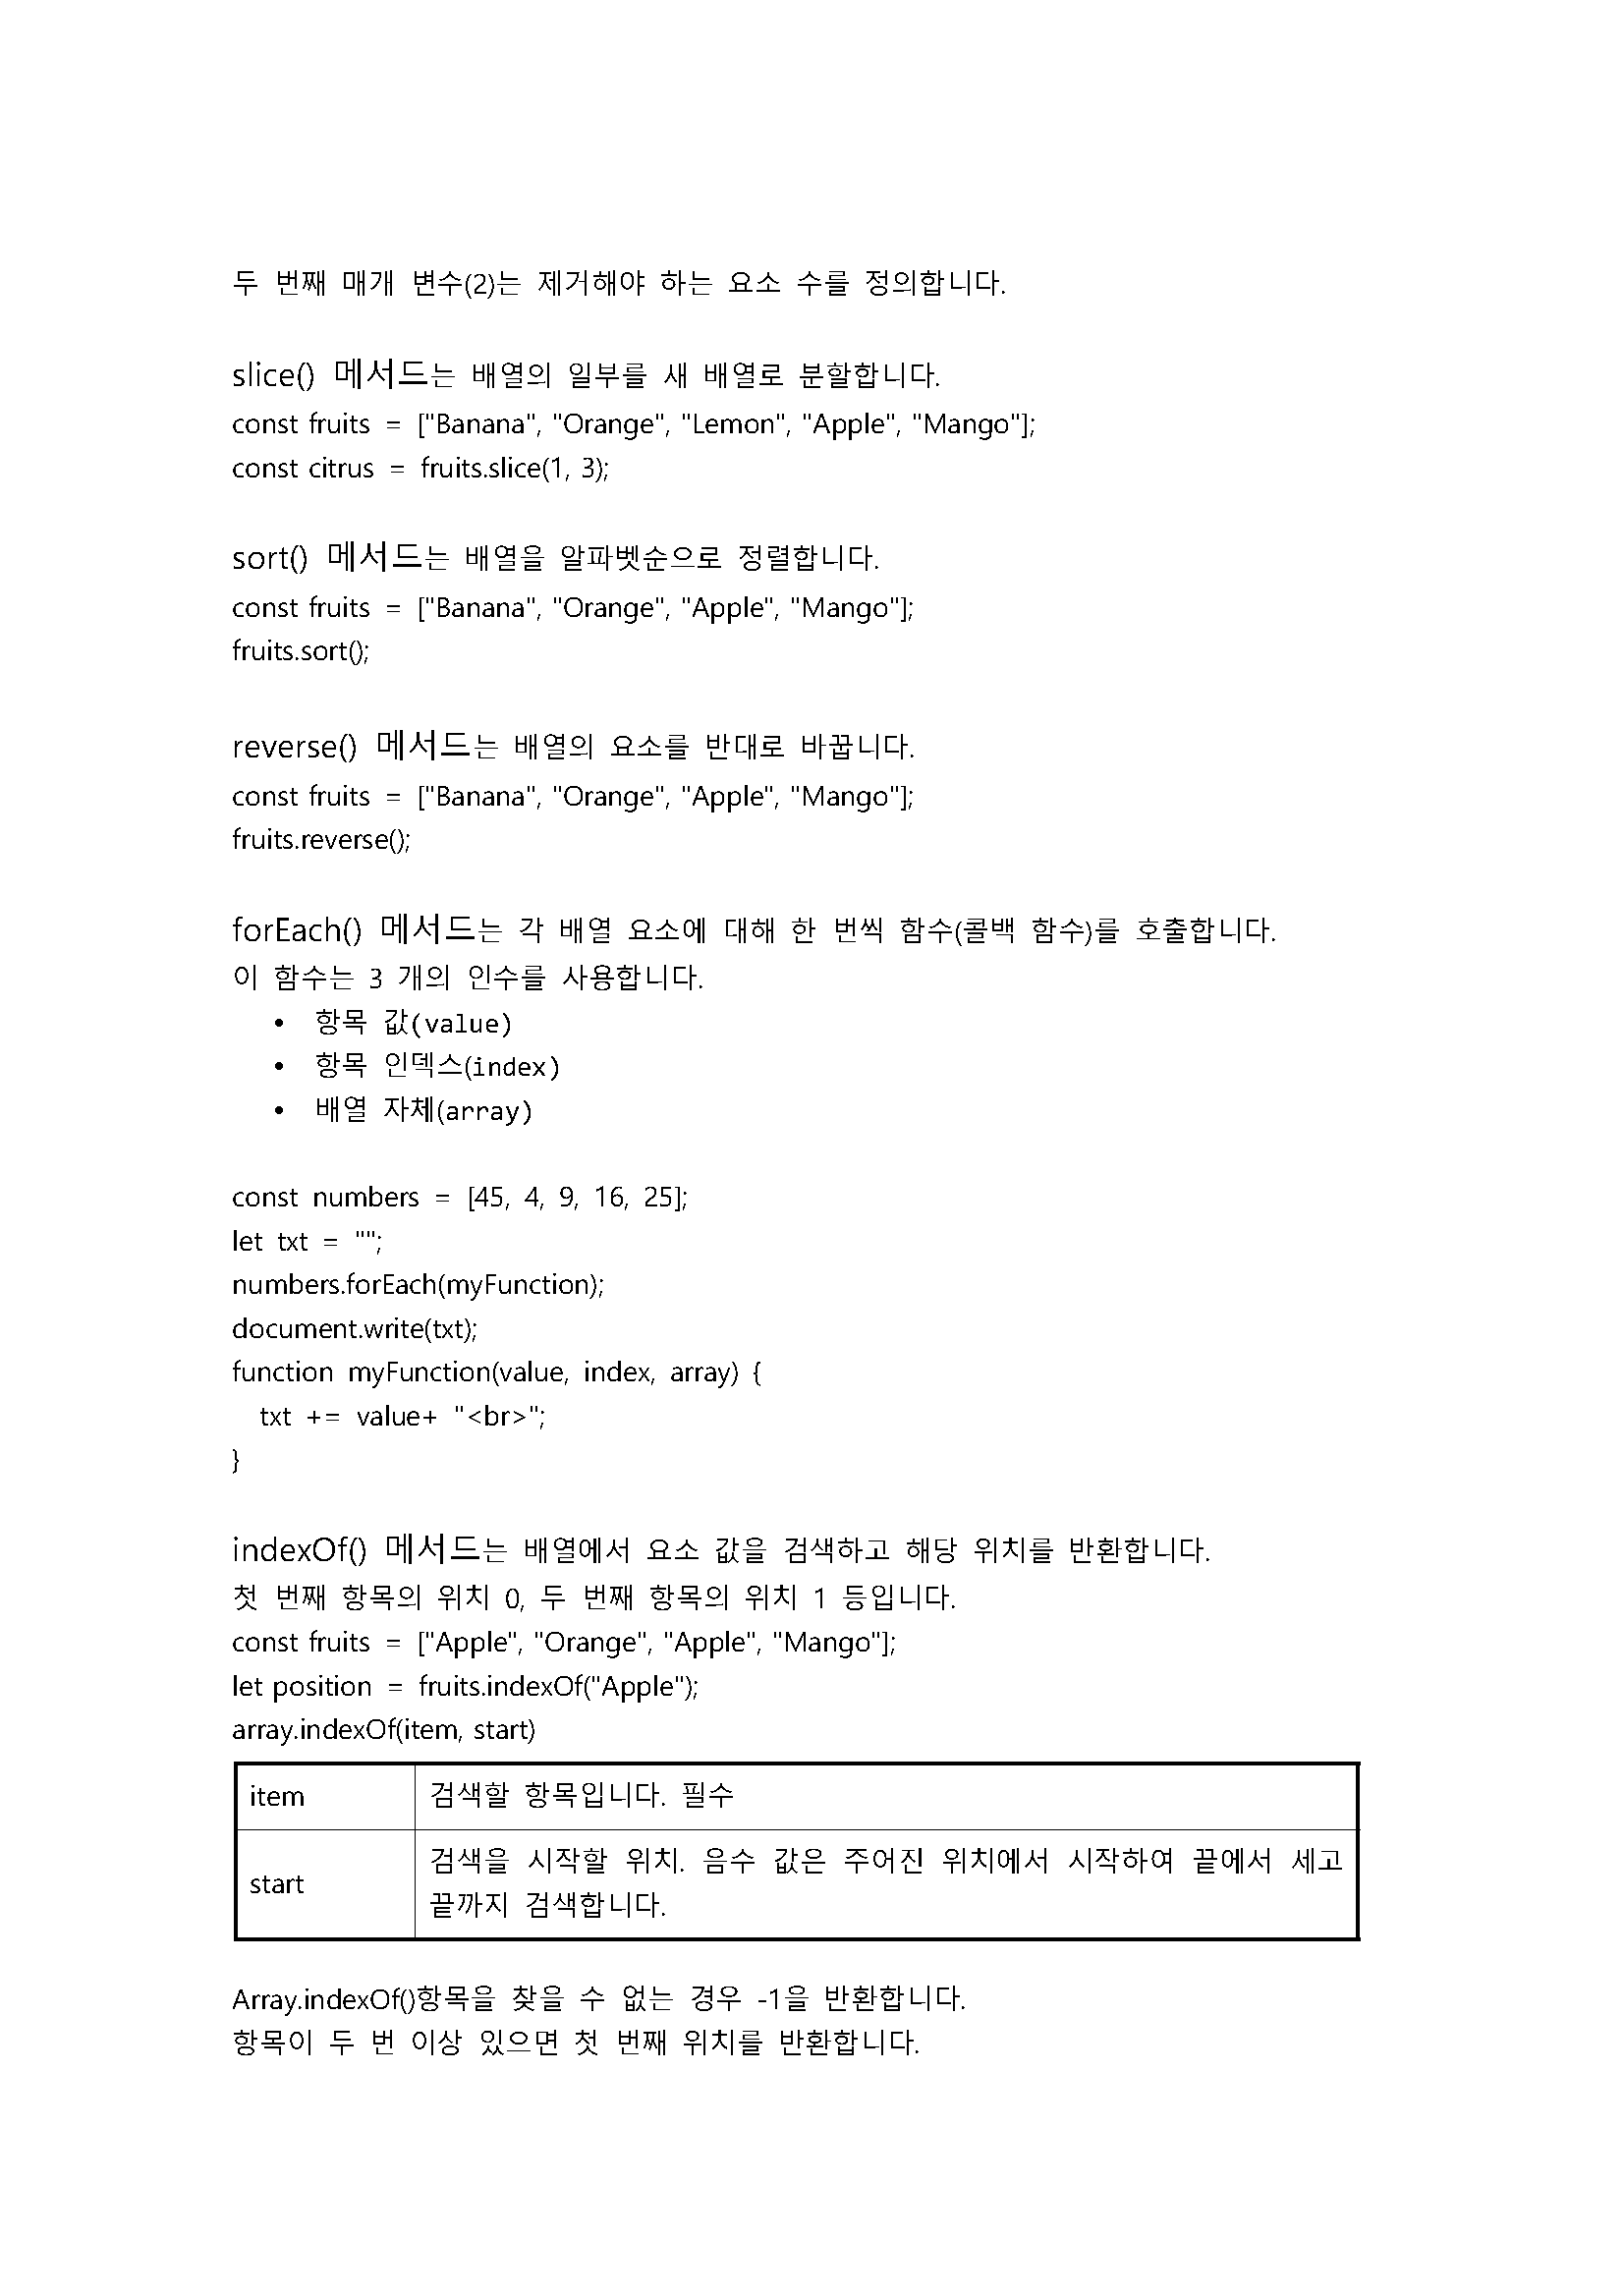 두 번째 매개 변수(2)는 제거해야 하는 요소 수를 정의합니다.
slice() 메서드는 배열의 일부를 새 배열로 분할합니다.
const fruits = ["Banana", "Orange", "Lemon", "Apple", "Mango"];
const citrus = fruits.slice(1, 3);
sort() 메서드는 배열을 알파벳순으로 정렬합니다.
const fruits = ["Banana", "Orange", "Apple", "Mango"];
fruits.sort();
reverse() 메서드는 배열의 요소를 반대로 바꿉니다.
const fruits = ["Banana", "Orange", "Apple", "Mango"];
fruits.reverse();
forEach() 메서드는 각 배열 요소에 대해 한 번씩 함수(콜백 함수)를 호출합니다.
이 함수는 3 개의 인수를 사용합니다.
• 항목 값(value)
• 항목 인덱스(index)
• 배열 자체(array)
const numbers = [45, 4, 9, 16, 25];
let txt = "";
numbers.forEach(myFunction);
document.write(txt);
function myFunction(value, index, array) {
txt += value+ "<br>";
}
indexOf() 메서드는 배열에서 요소 값을 검색하고 해당 위치를 반환합니다.
첫 번째 항목의 위치 0, 두 번째 항목의 위치 1 등입니다.
const fruits = ["Apple", "Orange", "Apple", "Mango"];
let position = fruits.indexOf("Apple");
array.indexOf(item, start)
item 검색할 항목입니다. 필수
start 검색을 시작할 위치. 음수 값은 주어진 위치에서 시작하여 끝에서 세고
끝까지 검색합니다.
Array.indexOf()항목을 찾을 수 없는 경우 -1을 반환합니다.
항목이 두 번 이상 있으면 첫 번째 위치를 반환합니다.